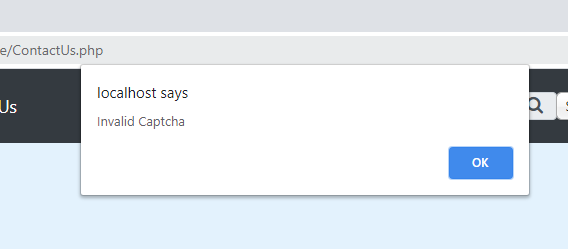 e/ContactUs.php
localhost says
Us
Invalid Captcha
OK